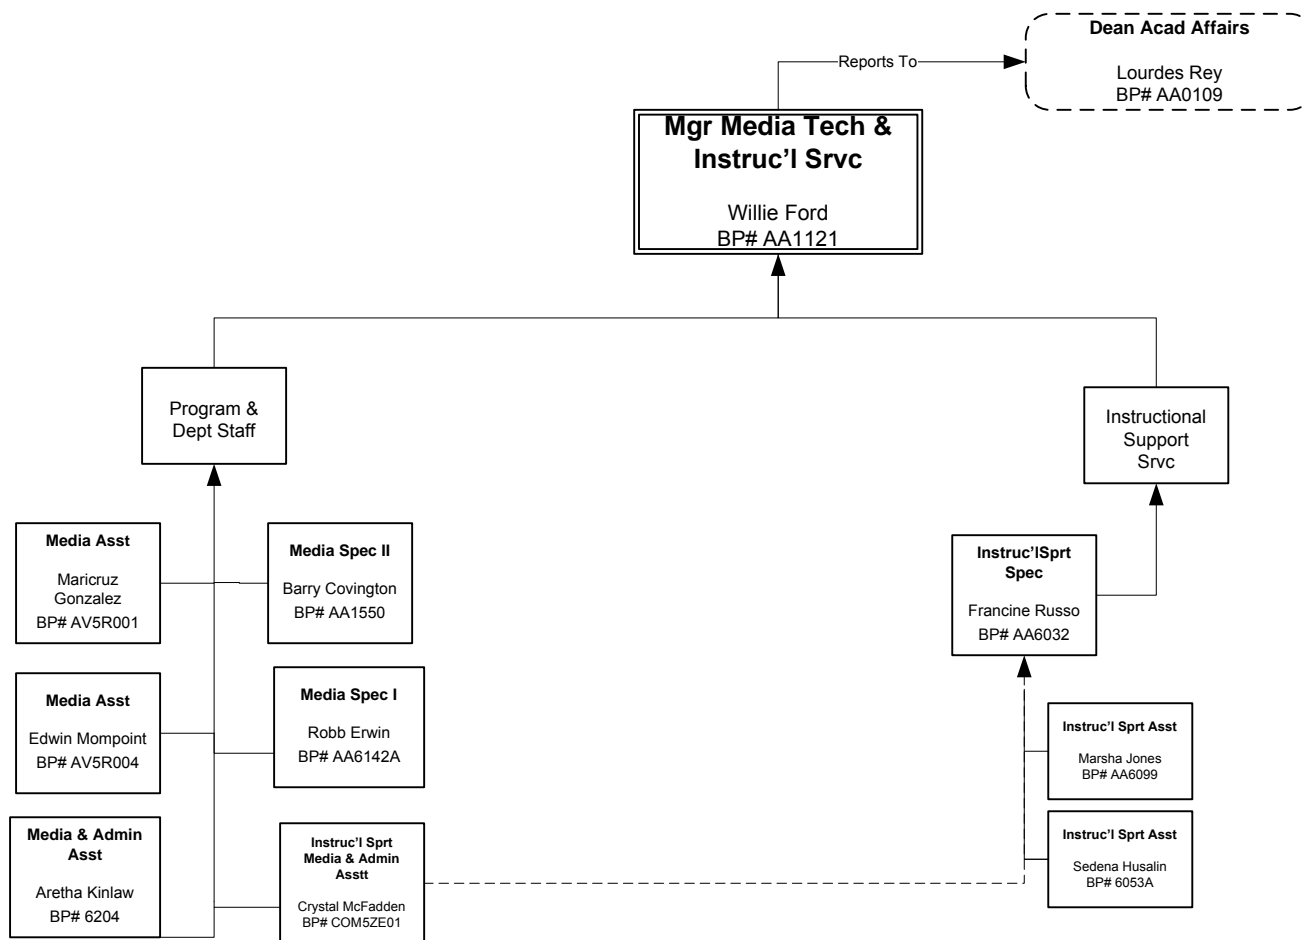 Dean Acad Affairs
Lourdes Rey
BP# AA0109
Reports To
Mgr Media Tech &
Instruc'l Srvc
Willie Ford
BP# AA1121
Program &
Dept Staff
Instructional
Support
Srvc
Media Asst
Maricruz
Gonzalez
BP# AV5R001
Media Spec II
Barry Covington
BP# AA1550
Instruc'lSprt
Spec
Francine Russo
BP# AA6032
Media Asst
Edwin Mompoint
BP# AV5R004
Media Spec I
Robb Erwin
BP# AA6142A
Instruc'l Sprt Asst
Marsha Jones
BP# AA6099
Media & Admin
Asst
Aretha Kinlaw
BP# 6204
Instruc'l Sprt
Media & Admin
Asstt
Crystal McFadden
BP# COM5ZE01
Instruc'l Sprt Asst
Sedena Husalin
BP# 6053A